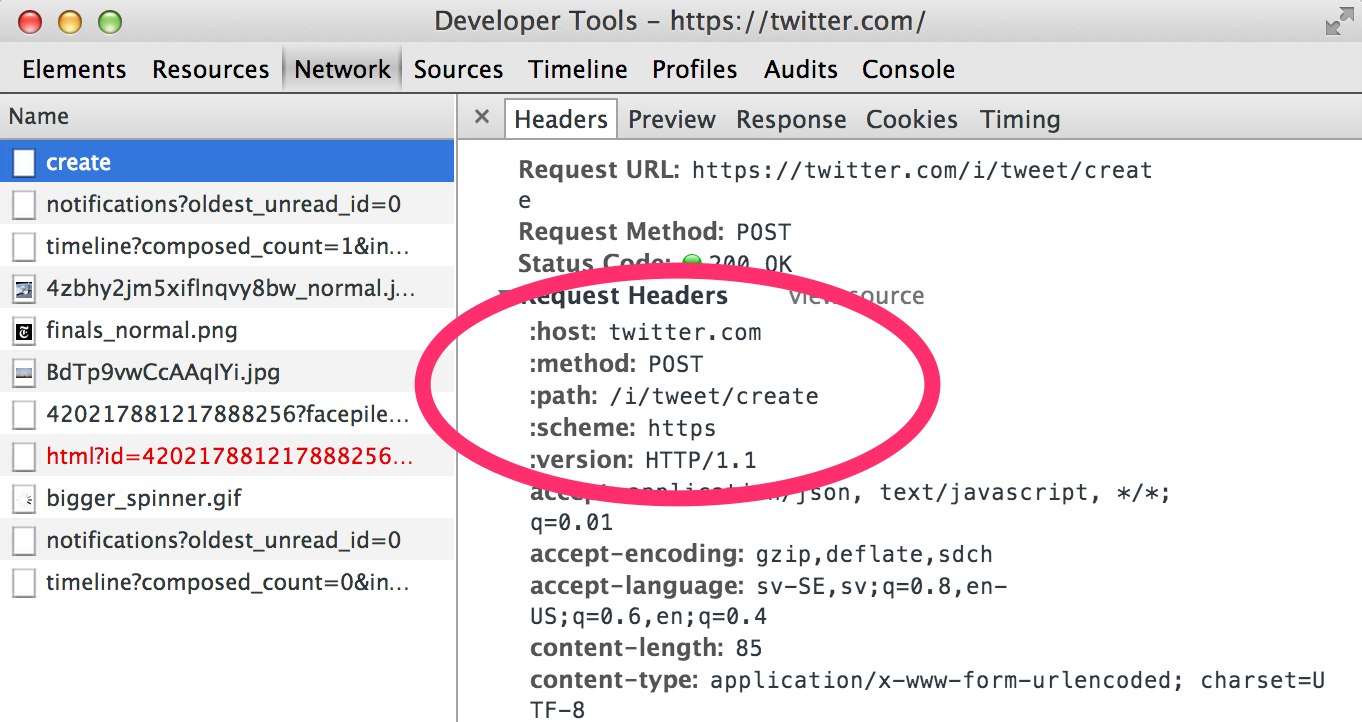 Developer Tools – https://twitter.com/
Elements Resources Network Sources Timeline Profiles Audits Console
Name
create
notifications?oldest_unread_id=0
timeline?composed_count=1&in...
4zbhy2jm5xiflnqvy8bw_normal.j...
finals_normal.png
BdTp9vwCcAAqIYi.jpg
420217881217888256?facepile...
html?id=420217881217888256...
bigger_spinner.gif
notifications?oldest_unread_id=0
timeline?composed_count=0&in...
× Headers Preview Response Cookies Timing
Request URL: https://twitter.com/i/tweet/creat
e
Request Method: POST
Status Code: 200 OK
Request Headers view source
:host: twitter.com
:method: POST
:path: /i/tweet/create
:scheme: https
:version: HTTP/1.1
accept: application/json, text/javascript, */*;
q=0.01
accept-encoding: gzip,deflate,sdch
accept-language: sv-SE,sv;q=0.8,en-
US;q=0.6,en;q=0.4
content-length: 85
content-type: application/x-www-form-urlencoded; charset=U
TF-8